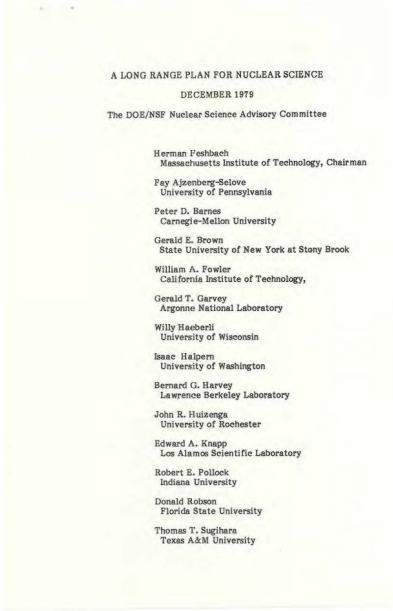 A LONG RANGE PLAN FOR NUCLEAR SCIENCE
DECEMBER 1979
The DOE/NSF Nuclear Science Advisory Committee
Herman Feshbach
Massachusetts Institute of Technology, Chairman
Fay Ajzenberg-Selove
University of Pennsylvania
Peter D. Barnes
Carnegie-Mellon University
Gerald E. Brown
State University of New York at Stony Brook
William A. Fowler
California Institute of Technology,
Gerald T. Garvey
Argonne National Laboratory
Willy Haeberli
University of Wisconsin
Isaac Halpern
University of Washington
Bernard G. Harvey
Lawrence Berkeley Laboratory
John R. Huizenga
University of Rochester
Edward A. Knapp
Los Alamos Scientific Laboratory
Robert E. Pollock
Indiana University
Donald Robson
Florida State University
Thomas T. Sugihara
Texas A&M University